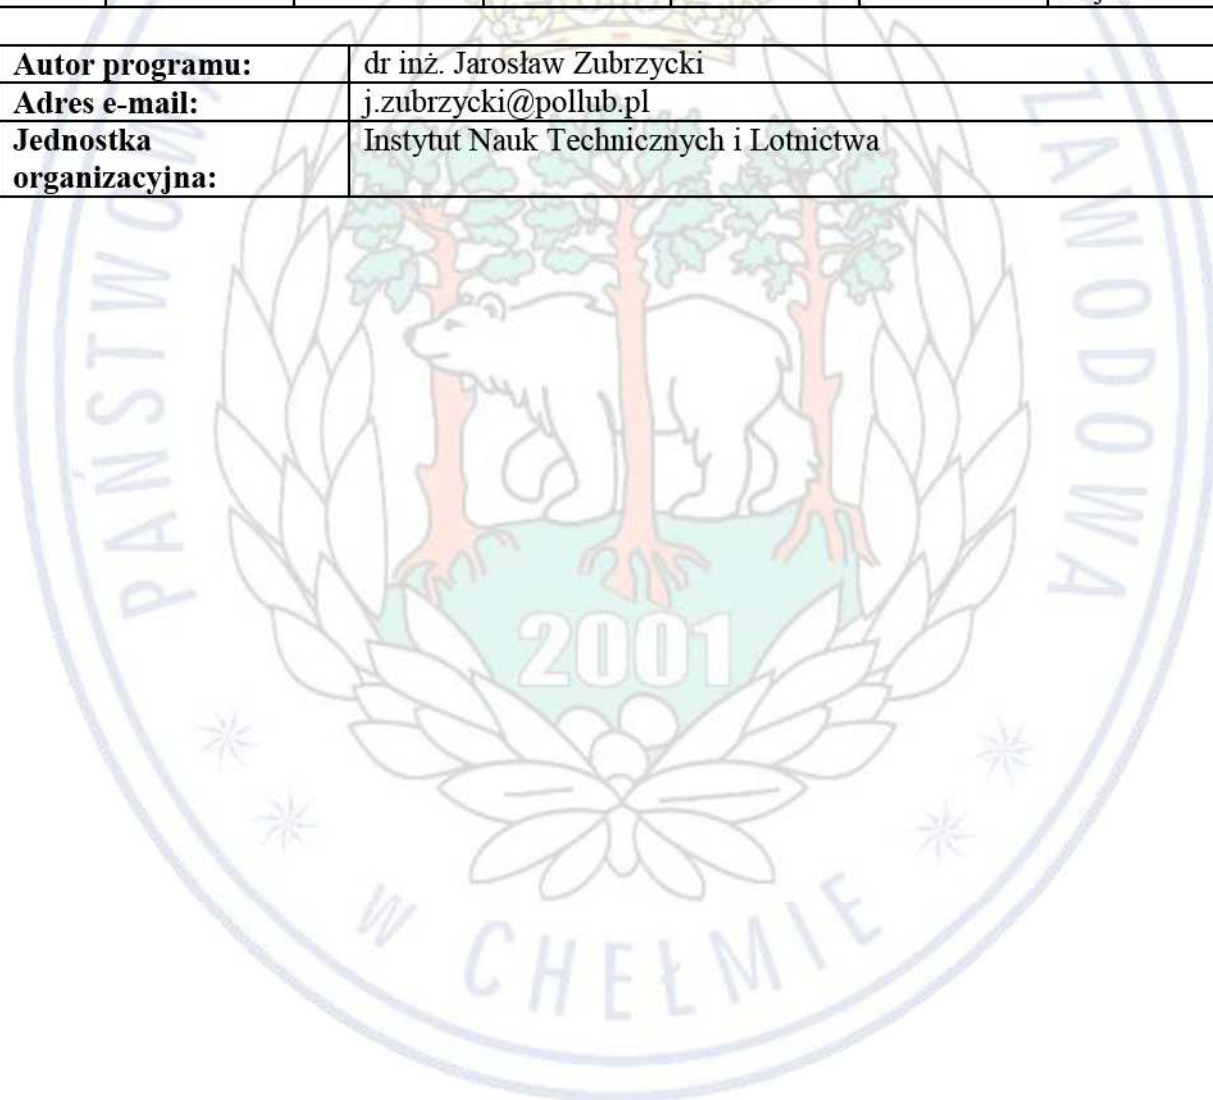 Autor programu: dr inż. Jarosław Zubrzycki
Adres e-mail: j.zubrzycki@pollub.pl
Jednostka Instytut Nauk Technicznych i Lotnictwa
organizacyjna:
PAŃSTWOWA
ZAWODOWA
2001
W CHEŁMIE